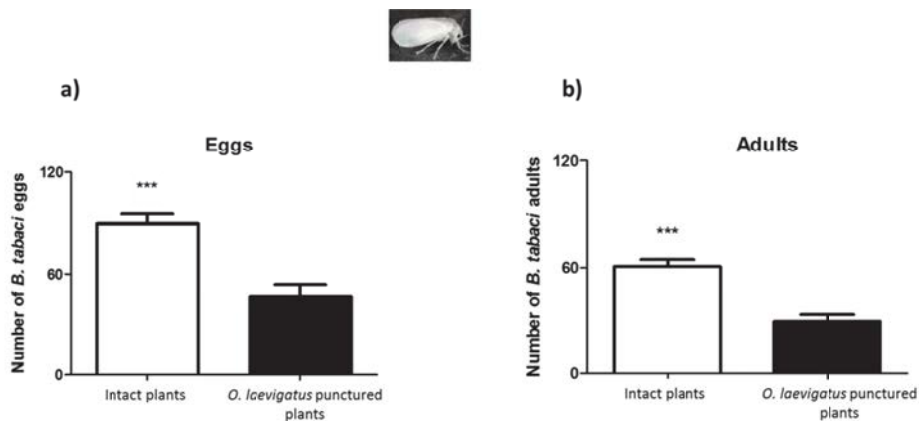 a)
Eggs
Number of B. tabaci eggs
120
60
0
***
Intact plants
O. laevigatus punctured
plants
b)
Adults
Number of B. tabaci adults
120
60
0
***
Intact plants
O. laevigatus punctured
plants